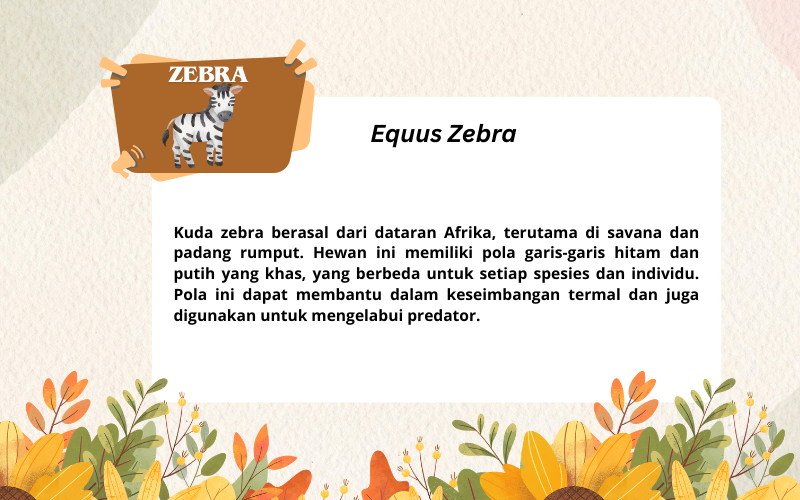 ZEBRA
Equus Zebra
Kuda zebra berasal dari dataran Afrika, terutama di savana dan
padang rumput. Hewan ini memiliki pola garis-garis hitam dan
putih yang khas, yang berbeda untuk setiap spesies dan individu.
Pola ini dapat membantu dalam keseimbangan termal dan juga
digunakan untuk mengelabui predator.